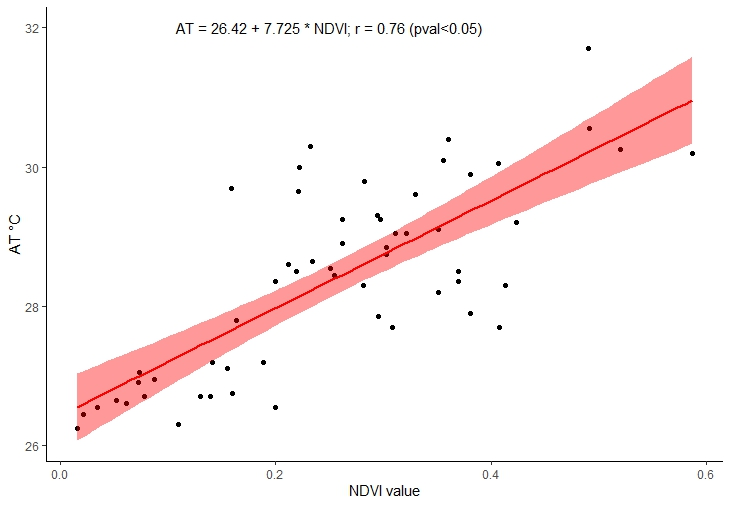 AT = 26.42 + 7.725 * NDVI; r = 0.76 (pval<0.05)
32
30
28
26
AT °C
0.0 0.2 0.4 0.6
NDVI value